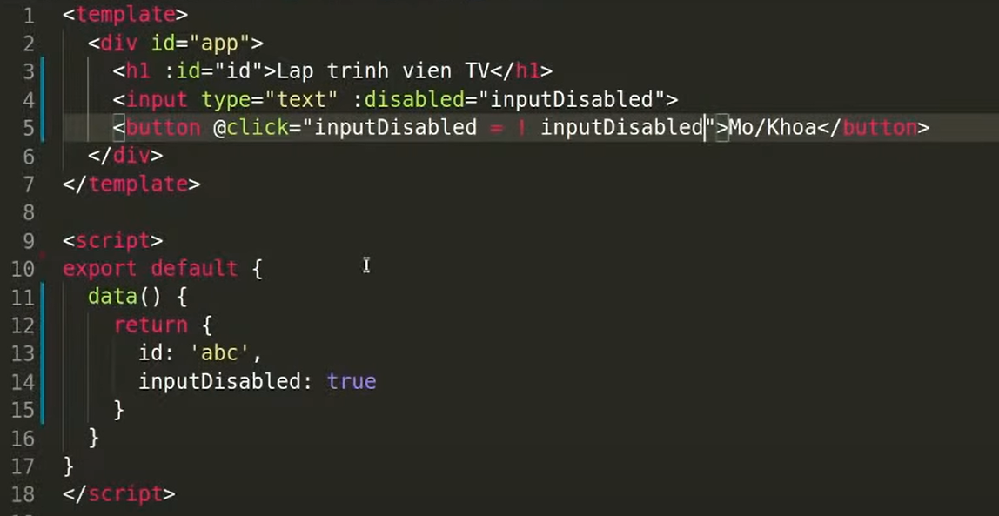 1 <template>
2   <div id="app">
3     <h1 :id="id">Lap trinh vien TV</h1>
4     <input type="text" :disabled="inputDisabled">
5     <button @click="inputDisabled = ! inputDisabled">Mo/Khoa</button>
6   </div>
7 </template>
8
9 <script>
10 export default {
11   data() {
12     return {
13       id: 'abc',
14       inputDisabled: true
15     }
16   }
17 }
18 </script>